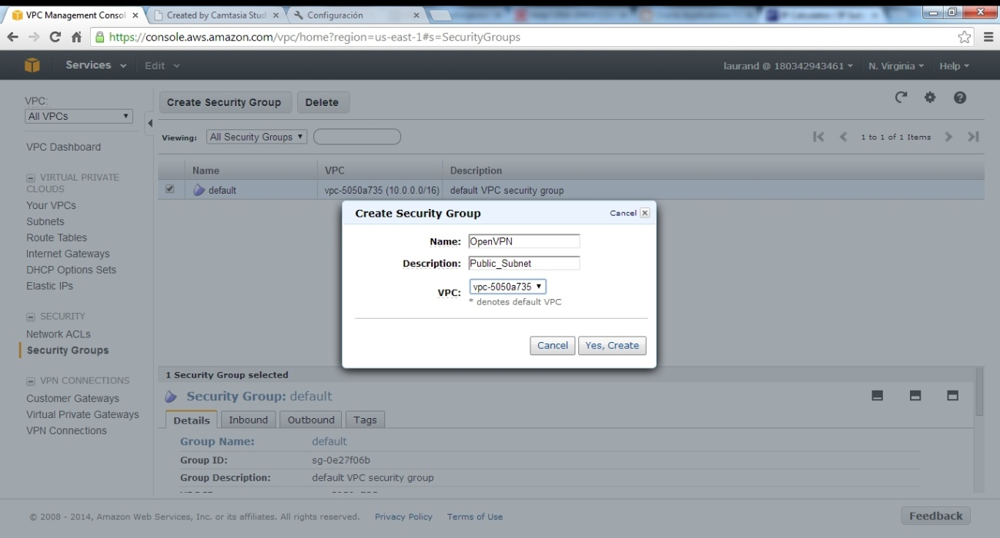 VPC Management Consol
Created by Camtasia Stud
Configuración
https://console.aws.amazon.com/vpc/home?region=us-east-1#s=SecurityGroups
Services Edit laurand @ 180342943461 N. Virginia Help
VPC:
All VPCs
Create Security Group Delete
Viewing: All Security Groups 1 to 1 of 1 Items
VPC Dashboard
VIRTUAL PRIVATE
CLOUDS
Your VPCs
Subnets
Route Tables
Internet Gateways
DHCP Options Sets
Elastic IPs
SECURITY
Network ACLs
Security Groups
VPN CONNECTIONS
Customer Gateways
Virtual Private Gateways
VPN Connections
Name VPC Description
default vpc-5050a735 (10.0.0.0/16) default VPC security group
Create Security Group Cancel
Name: OpenVPN
Description: Public_Subnet
VPC: vpc-5050a735
* denotes default VPC
Cancel Yes, Create
1 Security Group selected
Security Group: default
Details Inbound Outbound Tags
Group Name: default
Group ID: sg-0e27f06b
Group Description: default VPC security group
© 2008 - 2014, Amazon Web Services, Inc. or its affiliates. All rights reserved. Privacy Policy Terms of Use
Feedback